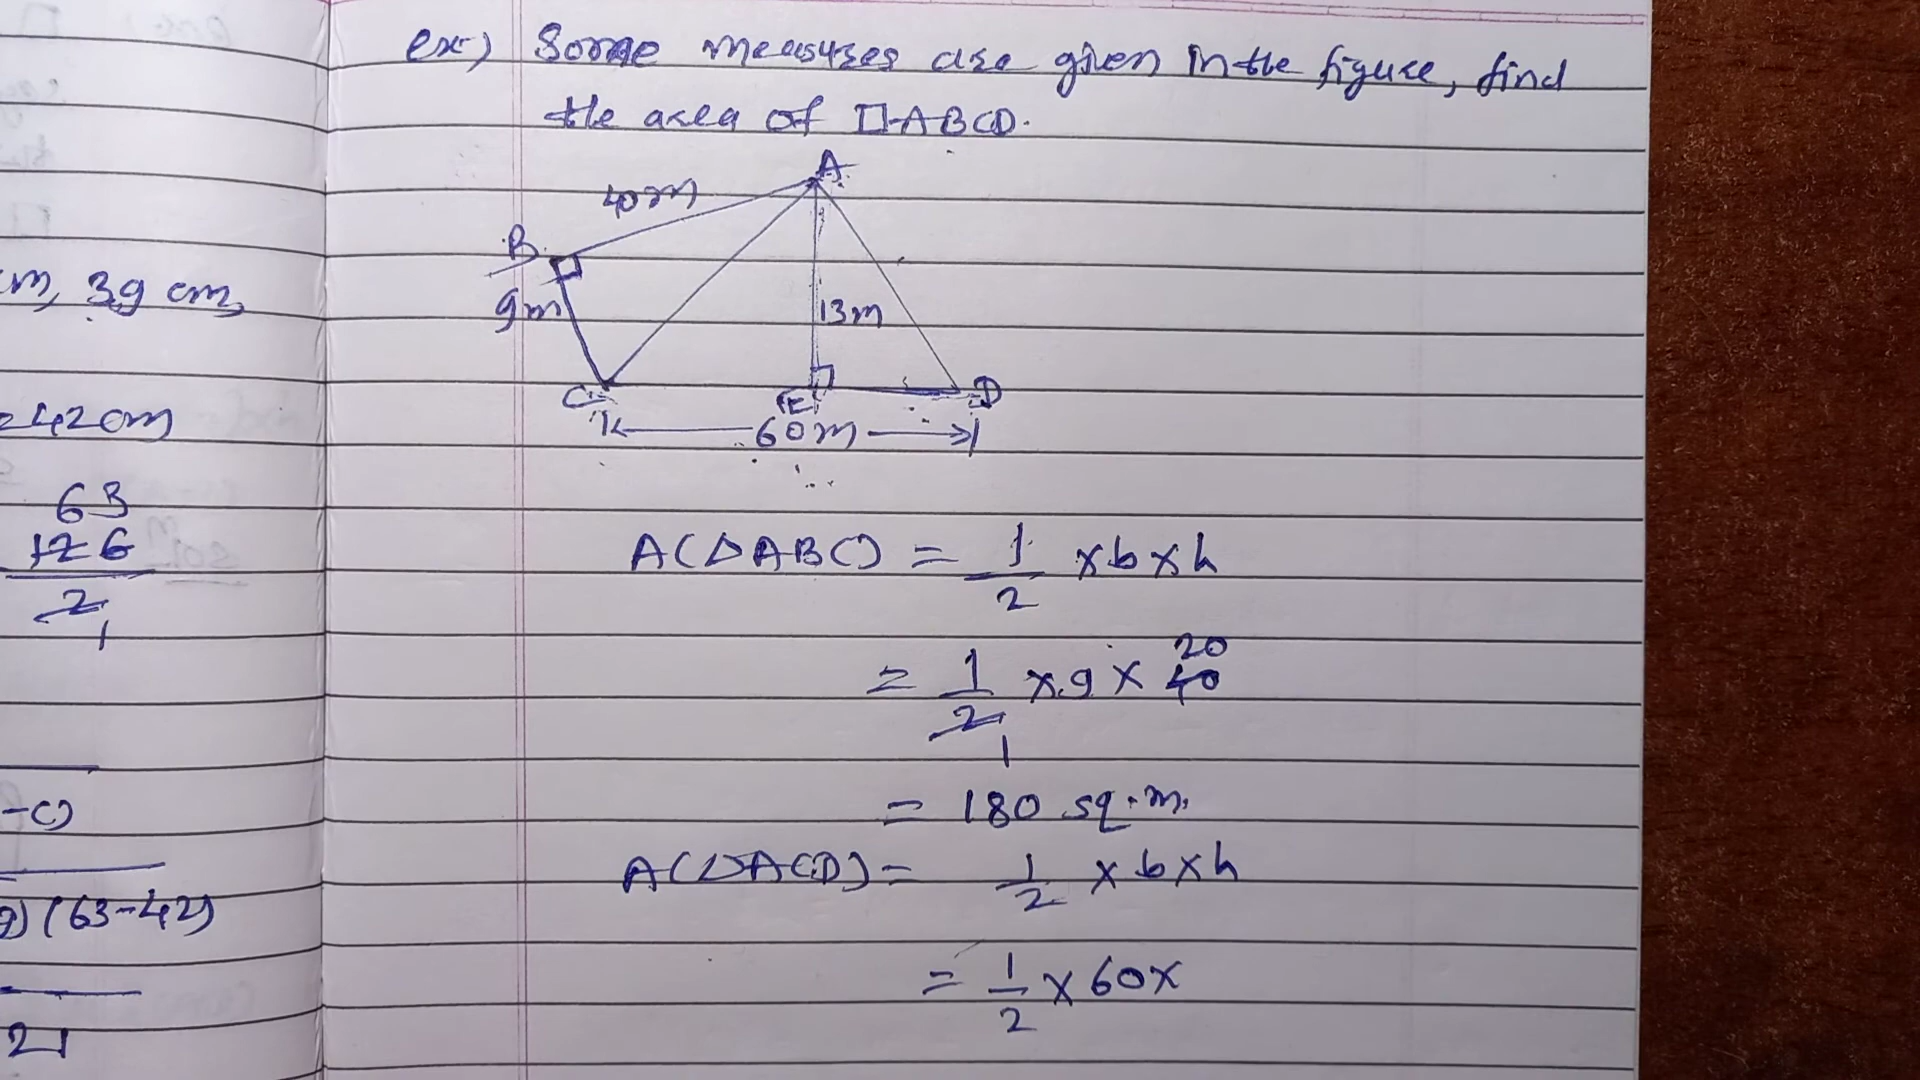 m, 39 cm,
= 42cm
63
126
2
1
-C)
(63-42)
21
ex) Some measures are given in the figure, find
the area of □ABCD.
A
40m
B
9m
13m
C
E
D
60m
A(△ABC) = 1/2 × b × h
20
= 1/2 × 9 × 40
1
= 180 sq.m.
A(△ACD) = 1/2 × b × h
= 1/2 × 60 ×